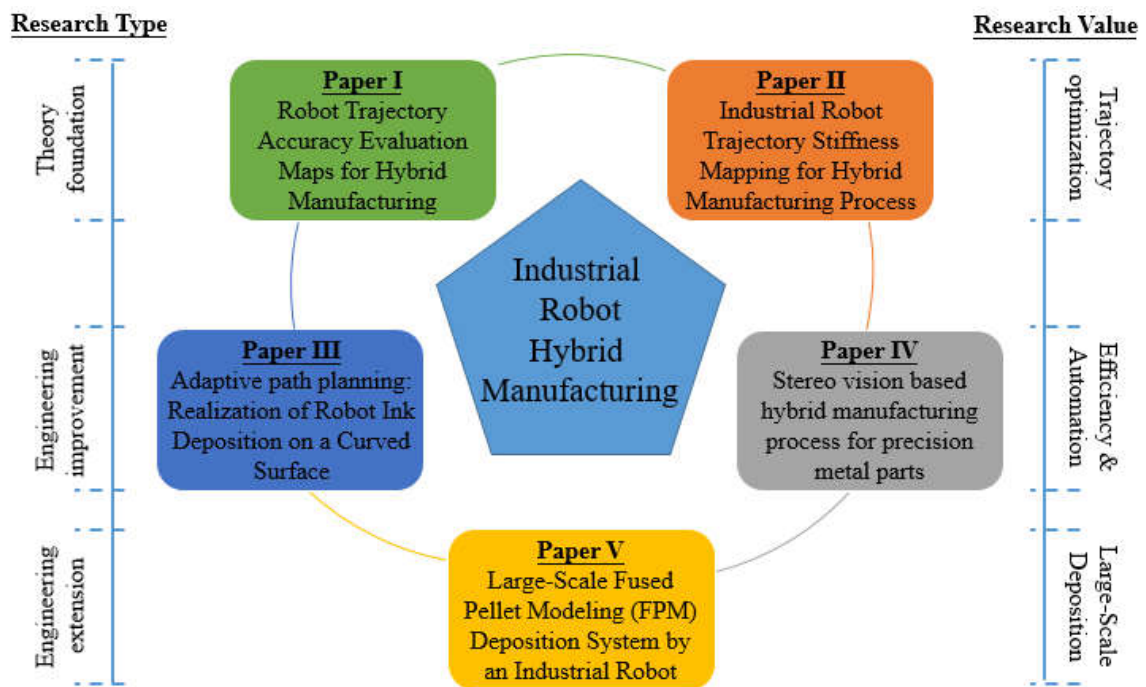 Research Type
Research Value
Theory
foundation
Paper I
Robot Trajectory
Accuracy Evaluation
Maps for Hybrid
Manufacturing
Paper II
Industrial Robot
Trajectory Stiffness
Mapping for Hybrid
Manufacturing Process
Trajectory
optimization
Industrial
Robot
Hybrid
Manufacturing
Engineering
improvement
Paper III
Adaptive path planning:
Realization of Robot Ink
Deposition on a Curved
Surface
Paper IV
Stereo vision based
hybrid manufacturing
process for precision
metal parts
Efficiency &
Automation
Engineering
extension
Paper V
Large-Scale Fused
Pellet Modeling (FPM)
Deposition System by
an Industrial Robot
Large-Scale
Deposition